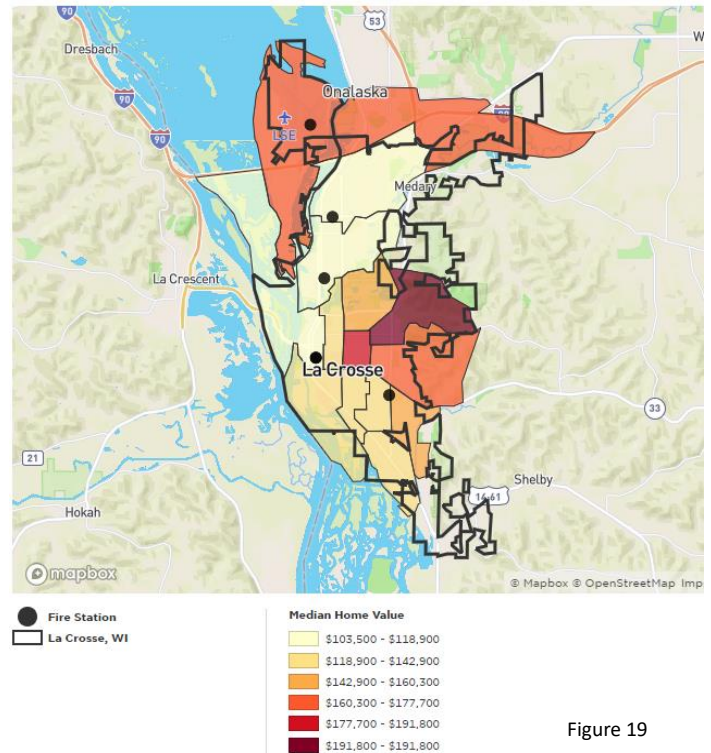 90
53
Dresbach
W
Onalaska
90
LSE
90
90
Medary
La Crescent
La Crosse
33
21
Shelby
14 61
Hokah
mapbox
© Mapbox © OpenStreetMap Imp
Fire Station
La Crosse, WI
Median Home Value
$103,500 - $118,900
$118,900 - $142,900
$142,900 - $160,300
$160,300 - $177,700
$177,700 - $191,800
$191,800 - $191,800
Figure 19